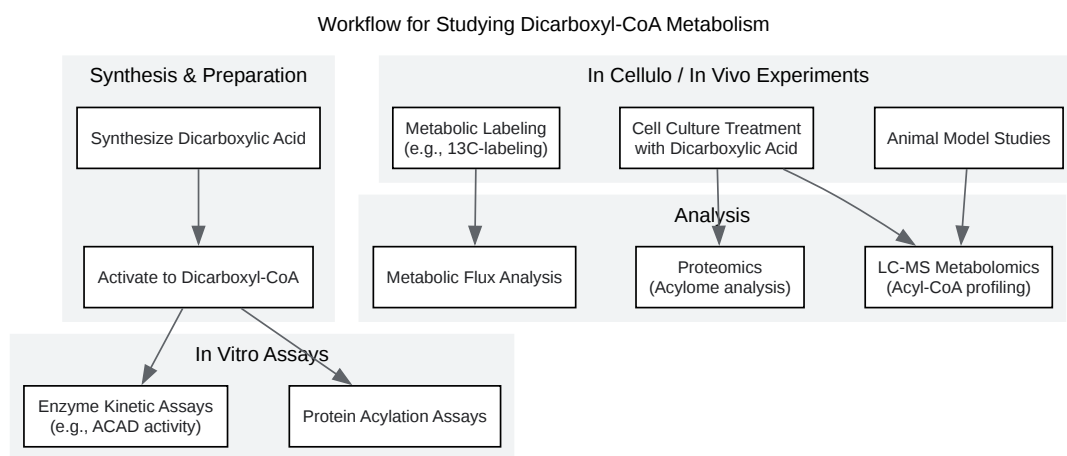 Workflow for Studying Dicarboxyl-CoA Metabolism
Synthesis & Preparation
Synthesize Dicarboxylic Acid
Activate to Dicarboxyl-CoA
In Vitro Assays
Enzyme Kinetic Assays
(e.g., ACAD activity)
Protein Acylation Assays
In Cellulo / In Vivo Experiments
Metabolic Labeling
(e.g., 13C-labeling)
Cell Culture Treatment
with Dicarboxylic Acid
Animal Model Studies
Analysis
Metabolic Flux Analysis
Proteomics
(Acylome analysis)
LC-MS Metabolomics
(Acyl-CoA profiling)